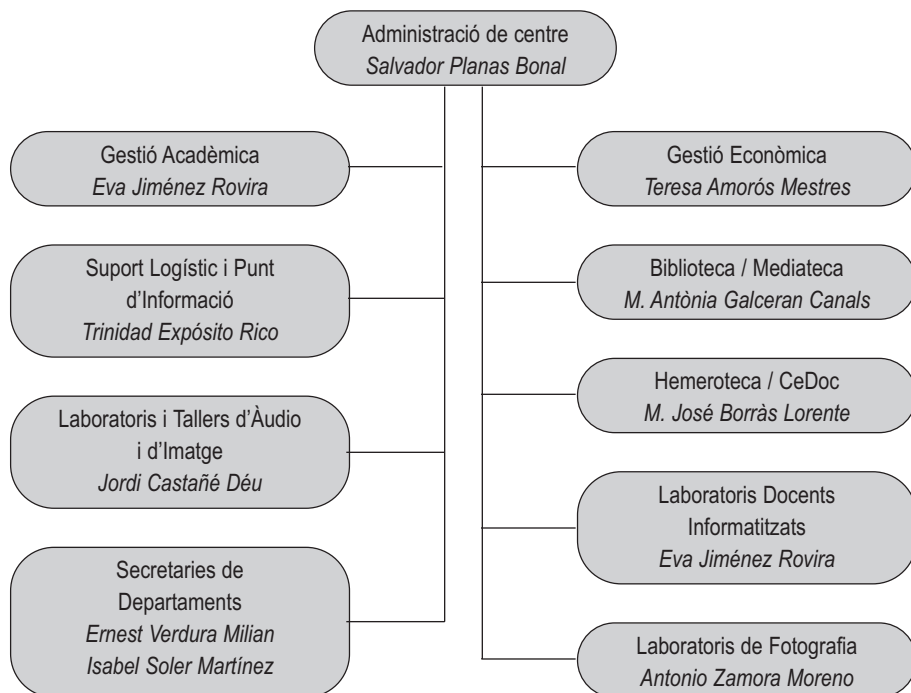 Administració de centre
Salvador Planas Bonal
Gestió Acadèmica
Eva Jiménez Rovira
Suport Logístic i Punt
d’Informació
Trinidad Expósito Rico
Laboratoris i Tallers d’Àudio
i d’Imatge
Jordi Castañé Déu
Secretaries de
Departaments
Ernest Verdura Milian
Isabel Soler Martínez
Gestió Econòmica
Teresa Amorós Mestres
Biblioteca / Mediateca
M. Antònia Galceran Canals
Hemeroteca / CeDoc
M. José Borràs Lorente
Laboratoris Docents
Informatitzats
Eva Jiménez Rovira
Laboratoris de Fotografia
Antonio Zamora Moreno